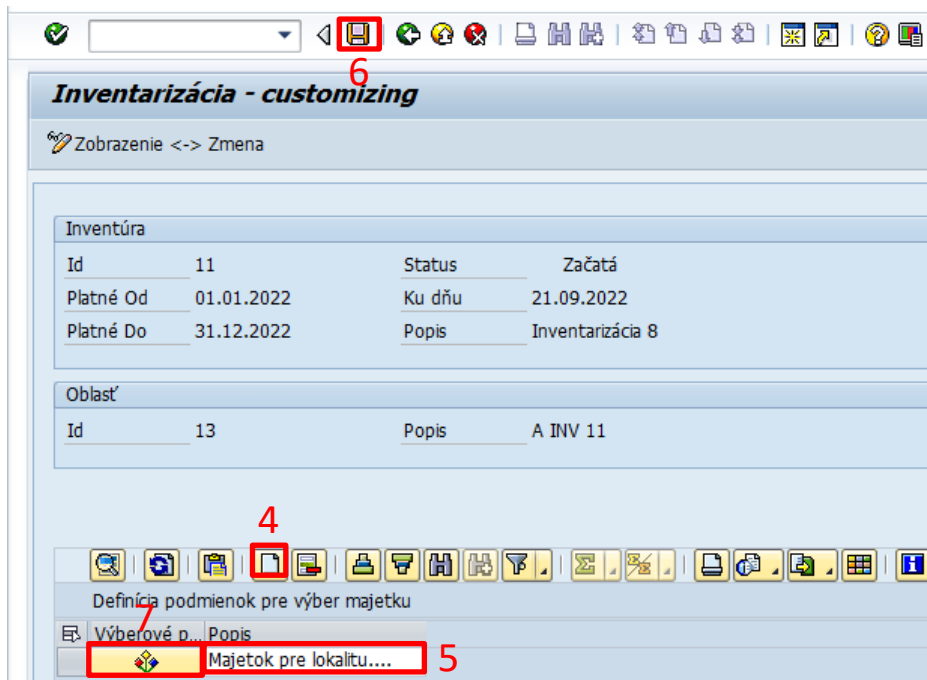 6
Inventarizácia - customizing
Zobrazenie <-> Zmena
Inventúra
Id 11 Status Začatá
Platné Od 01.01.2022 Ku dňu 21.09.2022
Platné Do 31.12.2022 Popis Inventarizácia 8
Oblasť
Id 13 Popis A INV 11
4
Definícia podmienok pre výber majetku
7
Výberové p... Popis
Majetok pre lokalitu.... 5